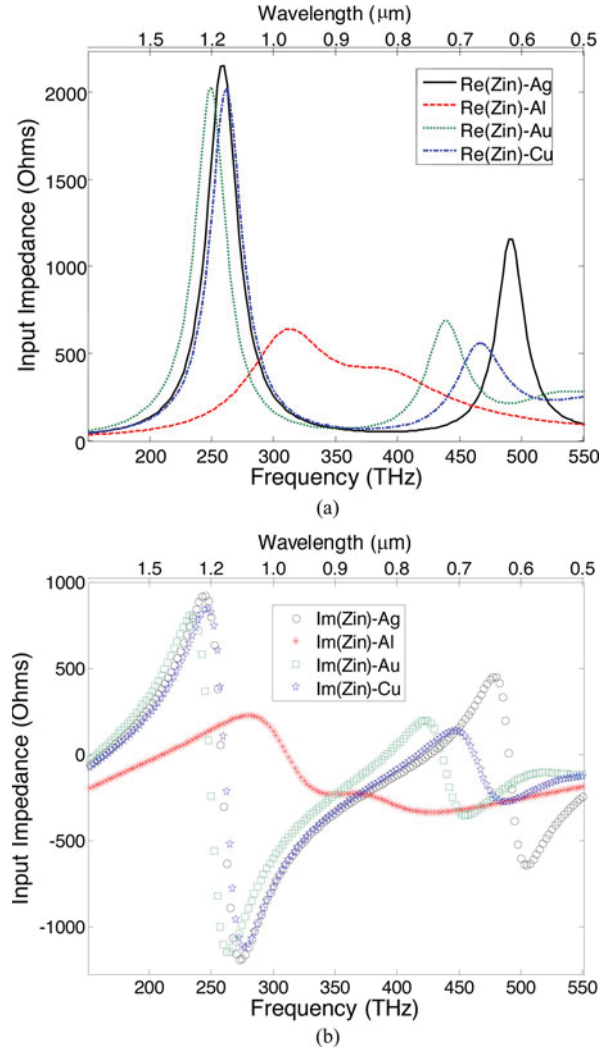 Wavelength (μm)
1.5 1.2 1.0 0.9 0.8 0.7 0.6 0.5
Input Impedance (Ohms)
2000
1500
1000
500
0
Re(Zin)-Ag
Re(Zin)-Al
Re(Zin)-Au
Re(Zin)-Cu
200 250 300 350 400 450 500 550
Frequency (THz)
(a)
Wavelength (μm)
1.5 1.2 1.0 0.9 0.8 0.7 0.6 0.5
Input Impedance (Ohms)
1000
500
0
-500
-1000
Im(Zin)-Ag
Im(Zin)-Al
Im(Zin)-Au
Im(Zin)-Cu
200 250 300 350 400 450 500 550
Frequency (THz)
(b)